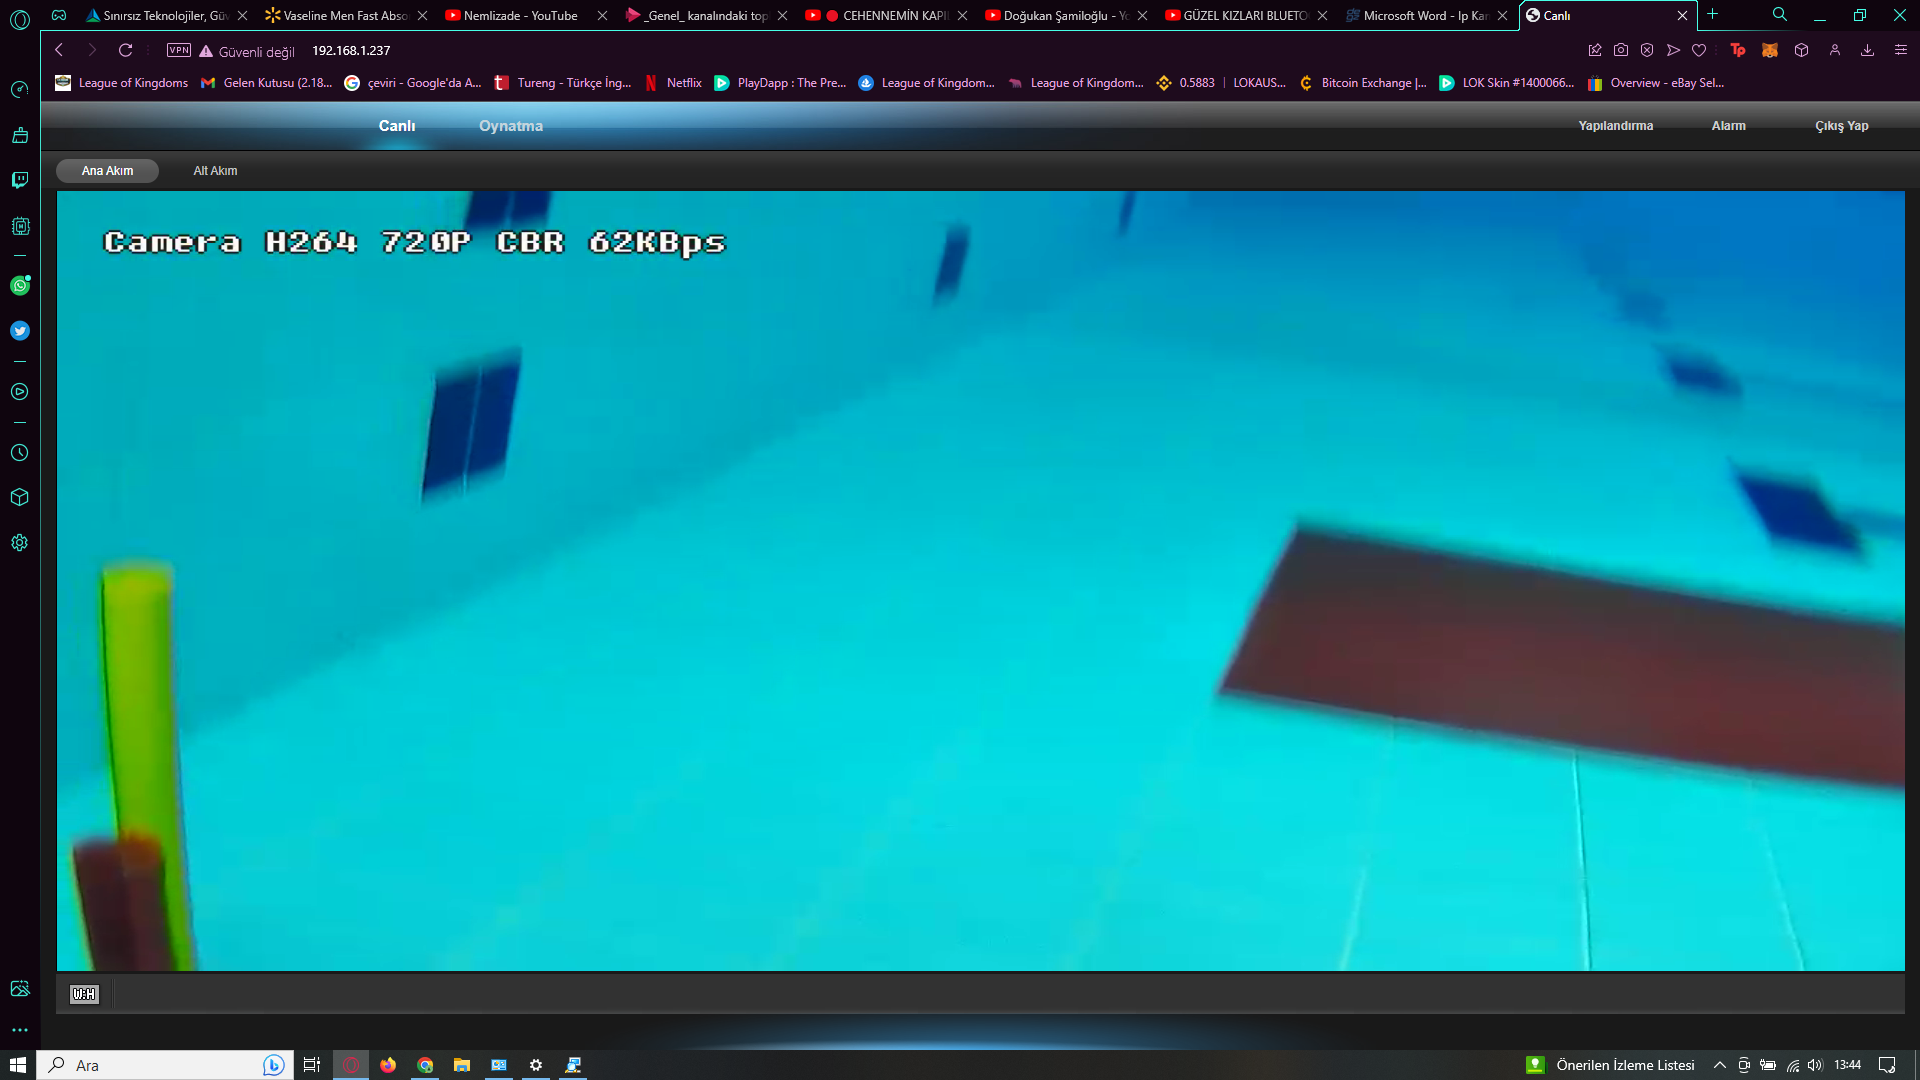 Sınırsız Teknolojiler, Güv
Vaseline Men Fast Abso
Nemlizade - YouTube
_Genel_ kanalındaki top
CEHENNEMİN KAPI
Doğukan Şamiloğlu - Yo
GÜZEL KIZLARI BLUETO
Microsoft Word - Ip Kam
Canlı
VPN
Güvenli değil
192.168.1.237
League of Kingdoms
Gelen Kutusu (2.18...
çeviri - Google'da A...
Tureng - Türkçe İng...
Netflix
PlayDapp : The Pre...
League of Kingdom...
League of Kingdom...
0.5883 | LOKAUS...
Bitcoin Exchange |...
LOK Skin #1400066...
Overview - eBay Sel...
Canlı
Oynatma
Yapılandırma
Alarm
Çıkış Yap
Ana Akım
Alt Akım
Camera H264 720P CBR 62KBps
W:H
Ara
Önerilen İzleme Listesi
13:44